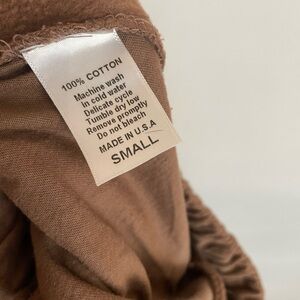 100% COTTON
Machine wash
In cold water
Delicate cycle
Tumble dry low
Remove promptly
Do not bleach
MADE IN U.S.A
SMALL